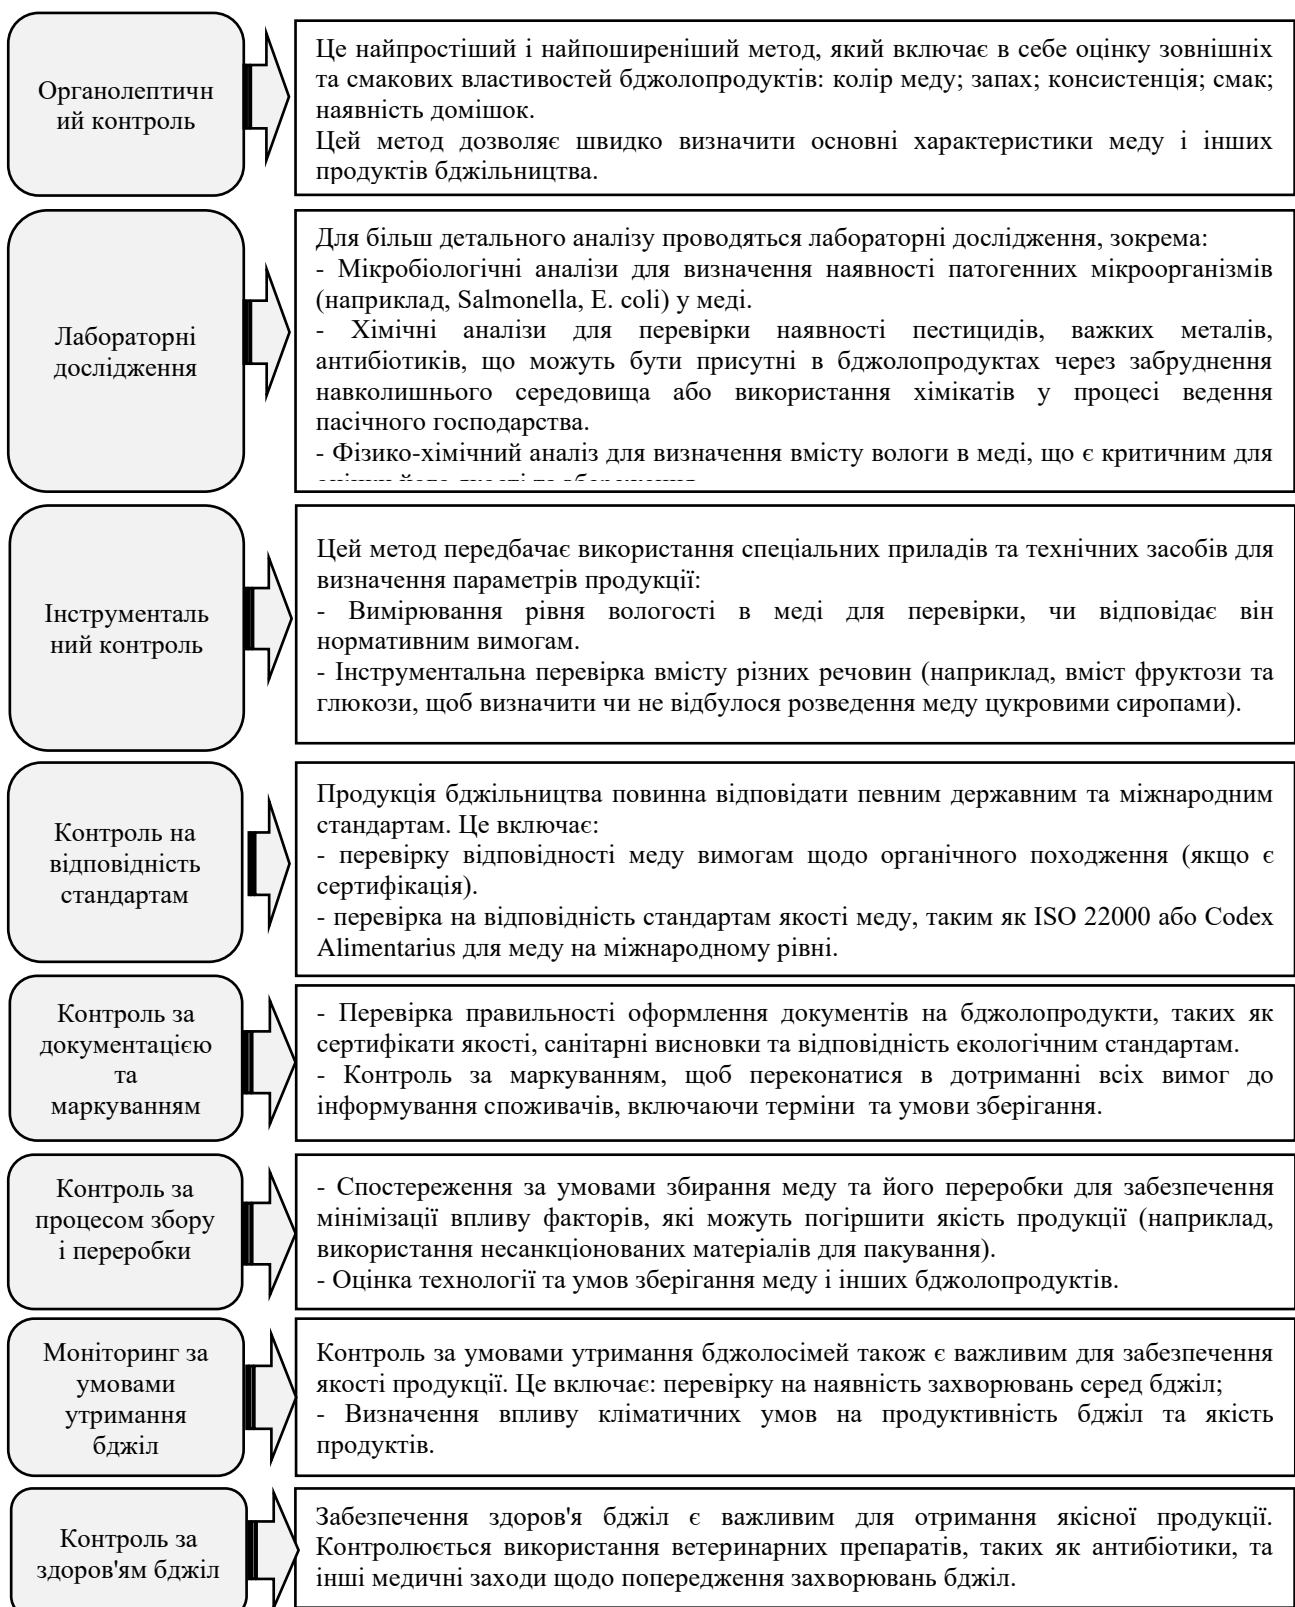 Органолептичн
ий контроль
Це найпростіший і найпоширеніший метод, який включає в себе оцінку зовнішніх
та смакових властивостей бджолопродуктів: колір меду; запах; консистенція; смак;
наявність домішок.
Цей метод дозволяє швидко визначити основні характеристики меду і інших
продуктів бджільництва.
Лабораторні
дослідження
Для більш детального аналізу проводяться лабораторні дослідження, зокрема:
- Мікробіологічні аналізи для визначення наявності патогенних мікроорганізмів
(наприклад, Salmonella, E. coli) у меді.
- Хімічні аналізи для перевірки наявності пестицидів, важких металів,
антибіотиків, що можуть бути присутні в бджолопродуктах через забруднення
навколишнього середовища або використання хімікатів у процесі ведення
пасічного господарства.
- Фізико-хімічний аналіз для визначення вмісту вологи в меді, що є критичним для
Інструменталь
ний контроль
Цей метод передбачає використання спеціальних приладів та технічних засобів для
визначення параметрів продукції:
- Вимірювання рівня вологості в меді для перевірки, чи відповідає він
нормативним вимогам.
- Інструментальна перевірка вмісту різних речовин (наприклад, вміст фруктози та
глюкози, щоб визначити чи не відбулося розведення меду цукровими сиропами).
Контроль на
відповідність
стандартам
Продукція бджільництва повинна відповідати певним державним та міжнародним
стандартам. Це включає:
- перевірку відповідності меду вимогам щодо органічного походження (якщо є
сертифікація).
- перевірка на відповідність стандартам якості меду, таким як ISO 22000 або Codex
Alimentarius для меду на міжнародному рівні.
Контроль за
документацією
та
маркуванням
- Перевірка правильності оформлення документів на бджолопродукти, таких як
сертифікати якості, санітарні висновки та відповідність екологічним стандартам.
- Контроль за маркуванням, щоб переконатися в дотриманні всіх вимог до
інформування споживачів, включаючи терміни та умови зберігання.
Контроль за
процесом збору
і переробки
- Спостереження за умовами збирання меду та його переробки для забезпечення
мінімізації впливу факторів, які можуть погіршити якість продукції (наприклад,
використання несанкціонованих матеріалів для пакування).
- Оцінка технології та умов зберігання меду і інших бджолопродуктів.
Моніторинг за
умовами
утримання
бджіл
Контроль за умовами утримання бджолосімей також є важливим для забезпечення
якості продукції. Це включає: перевірку на наявність захворювань серед бджіл;
- Визначення впливу кліматичних умов на продуктивність бджіл та якість
продуктів.
Контроль за
здоров'ям бджіл
Забезпечення здоров'я бджіл є важливим для отримання якісної продукції.
Контролюється використання ветеринарних препаратів, таких як антибіотики, та
інші медичні заходи щодо попередження захворювань бджіл.